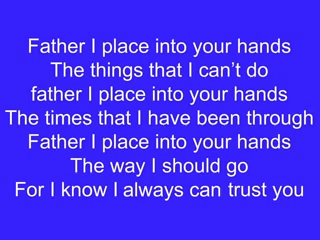 Father I place into your hands
The things that I can’t do
father I place into your hands
The times that I have been through
Father I place into your hands
The way I should go
For I know I always can trust you